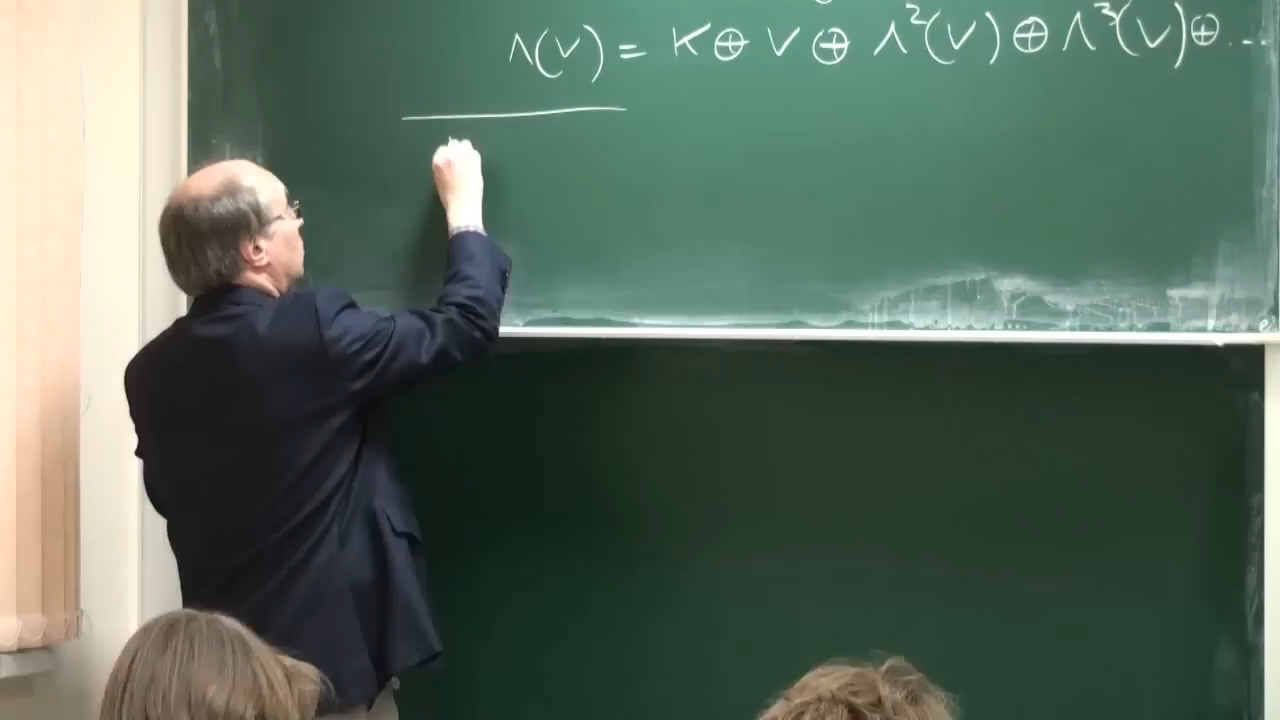 Λ(V) = K ⊕ V ⊕ Λ²(V) ⊕ Λ³(V) ⊕ ...